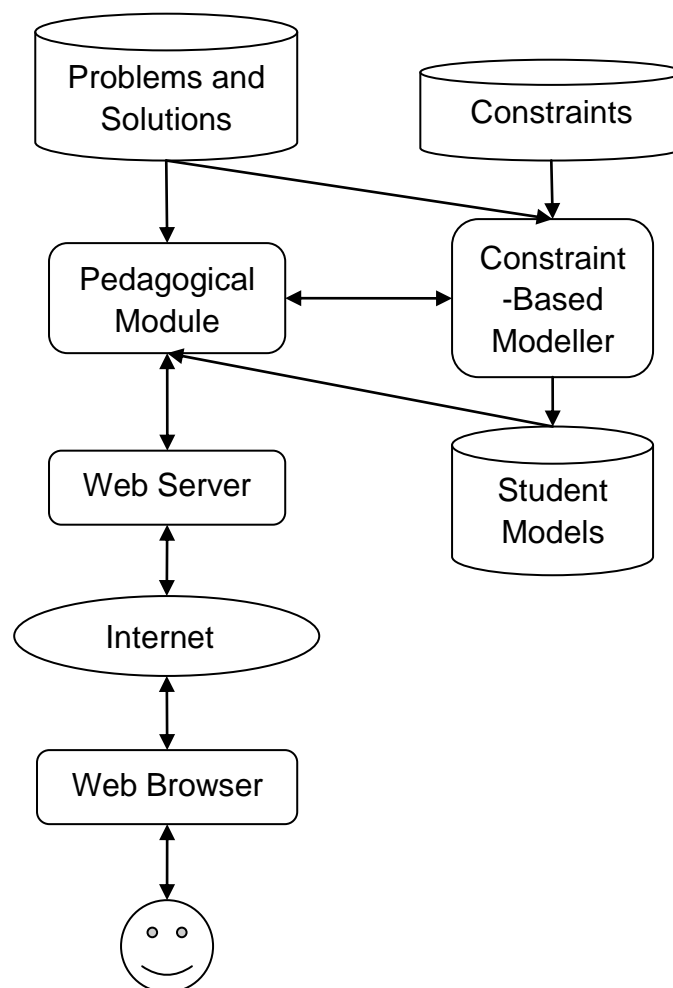 Problems and
Solutions
Constraints
Pedagogical
Module
Constraint
-Based
Modeller
Web Server
Student
Models
Internet
Web Browser